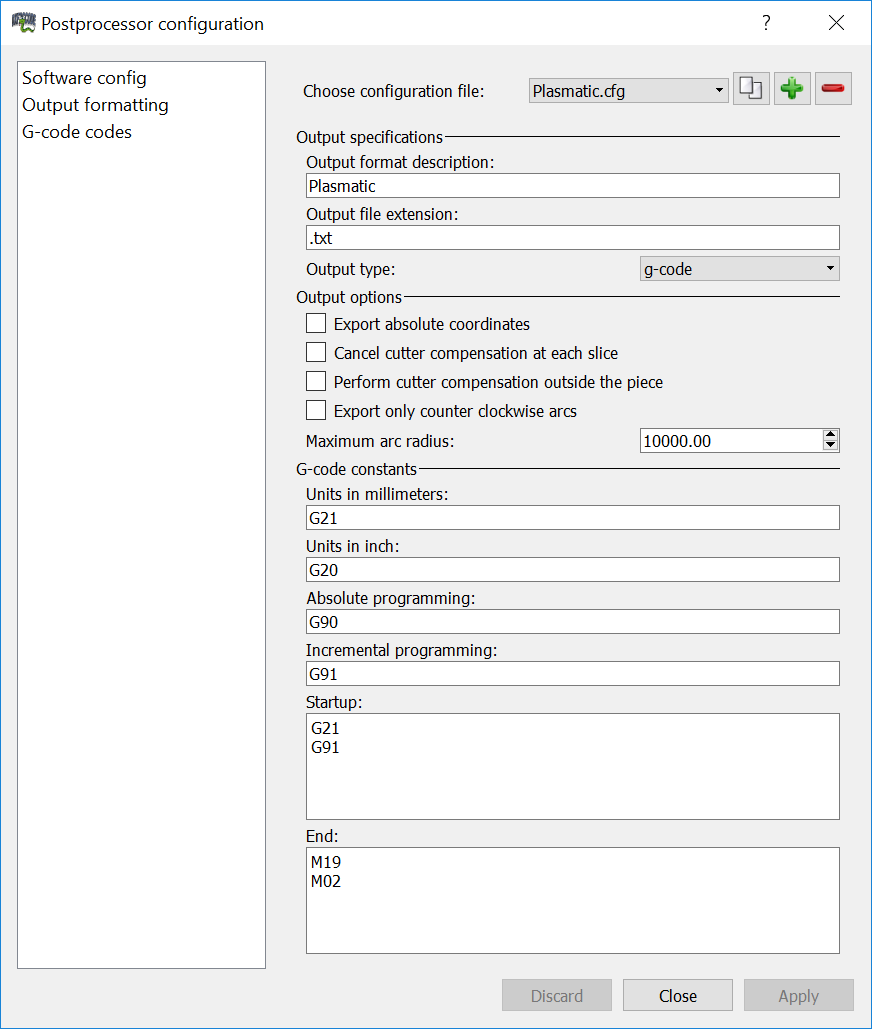 Postprocessor configuration
?
Software config
Output formatting
G-code codes
Choose configuration file:
Plasmatic.cfg
Output specifications
Output format description:
Plasmatic
Output file extension:
.txt
Output type:
g-code
Output options
Export absolute coordinates
Cancel cutter compensation at each slice
Perform cutter compensation outside the piece
Export only counter clockwise arcs
Maximum arc radius:
10000.00
G-code constants
Units in millimeters:
G21
Units in inch:
G20
Absolute programming:
G90
Incremental programming:
G91
Startup:
G21
G91
End:
M19
M02
Discard
Close
Apply